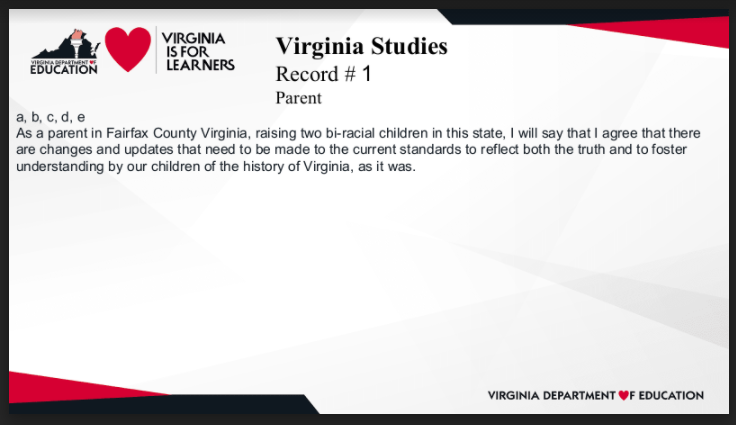 VIRGINIA DEPARTMENT OF
EDUCATION
VIRGINIA
IS FOR
LEARNERS
Virginia Studies
Record # 1
Parent
a, b, c, d, e
As a parent in Fairfax County Virginia, raising two bi-racial children in this state, I will say that I agree that there
are changes and updates that need to be made to the current standards to reflect both the truth and to foster
understanding by our children of the history of Virginia, as it was.
VIRGINIA DEPARTMENT OF EDUCATION